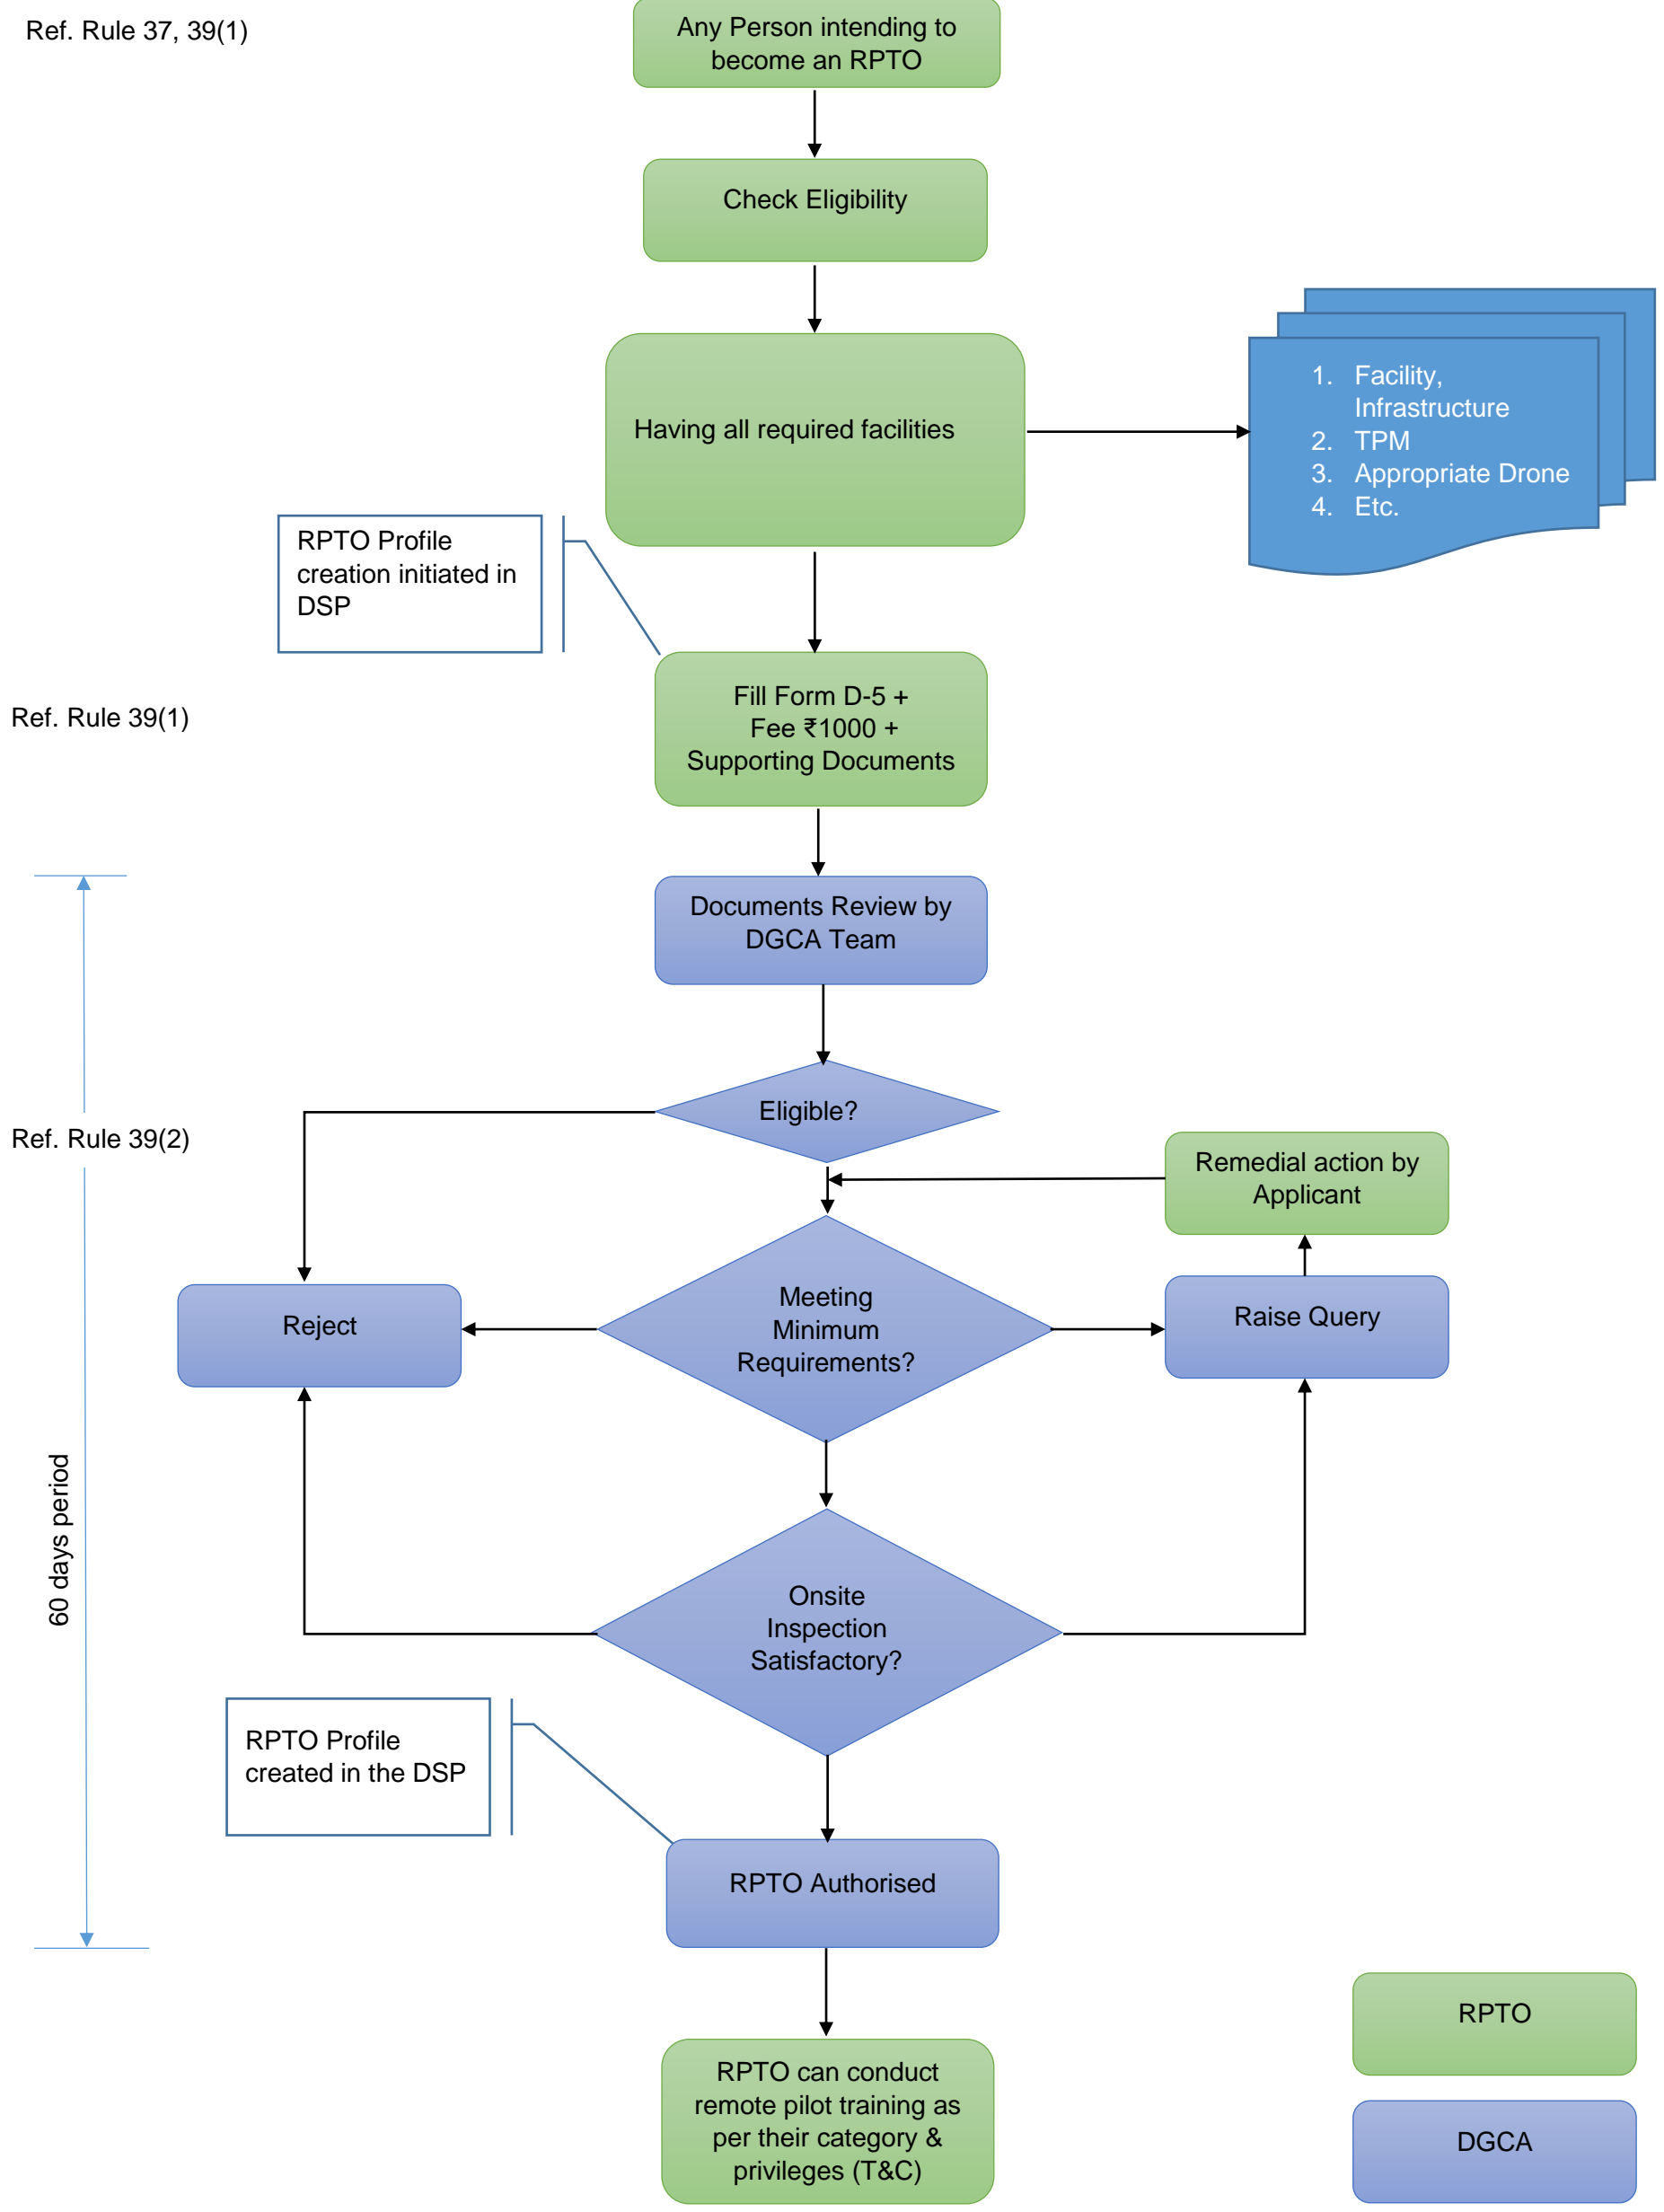 Ref. Rule 37, 39(1)
Any Person intending to
become an RPTO
Check Eligibility
Having all required facilities
1. Facility,
Infrastructure
2. TPM
3. Appropriate Drone
4. Etc.
RPTO Profile
creation initiated in
DSP
Ref. Rule 39(1)
Fill Form D-5 +
Fee ₹1000 +
Supporting Documents
Documents Review by
DGCA Team
Eligible?
Ref. Rule 39(2)
Remedial action by
Applicant
Reject
Meeting
Minimum
Requirements?
Raise Query
60 days period
Onsite
Inspection
Satisfactory?
RPTO Profile
created in the DSP
RPTO Authorised
RPTO can conduct
remote pilot training as
per their category &
privileges (T&C)
RPTO
DGCA